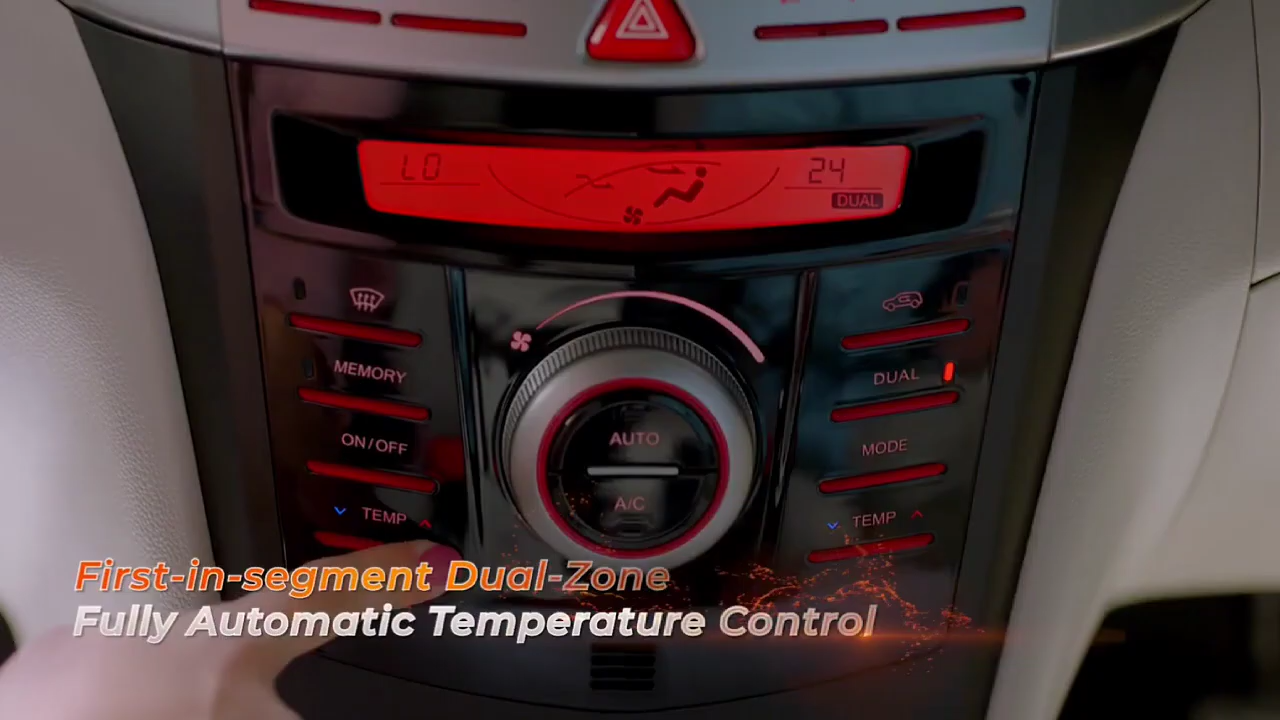 LO
24
DUAL
MEMORY
DUAL
ON/OFF
AUTO
MODE
A/C
TEMP
TEMP
First-in-segment Dual-Zone
Fully Automatic Temperature Control